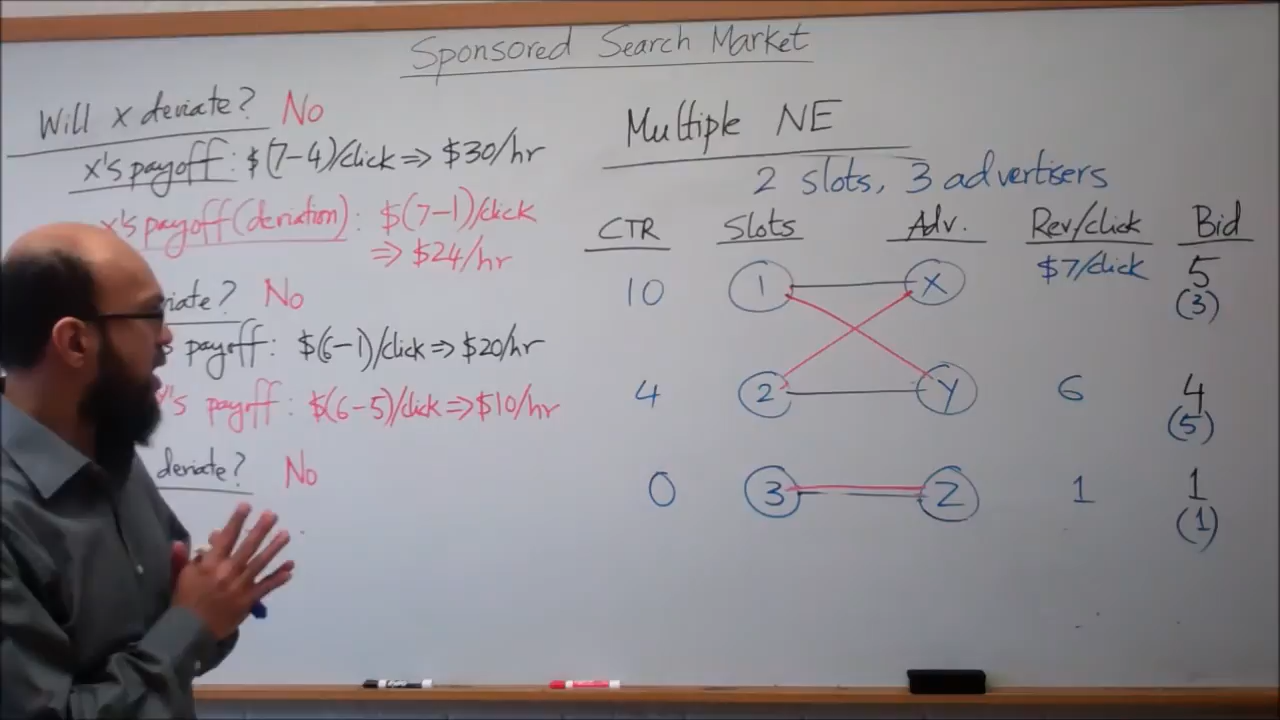 Sponsored Search Market
Will x deviate? No
x's payoff: $(7-4)/click ⇒ $30/hr
x's payoff (deviation): $(7-1)/click
⇒ $24/hr
No
payoff: $(6-1)/click ⇒ $20/hr
Y's payoff: $(6-5)/click ⇒ $10/hr
deviate? No
Multiple NE
2 slots, 3 advertisers
CTR Slots Adv. Rev/click Bid
10 1 X $7/click 5
(3)
4 2 Y 6 4
(5)
0 3 Z 1 1
(1)